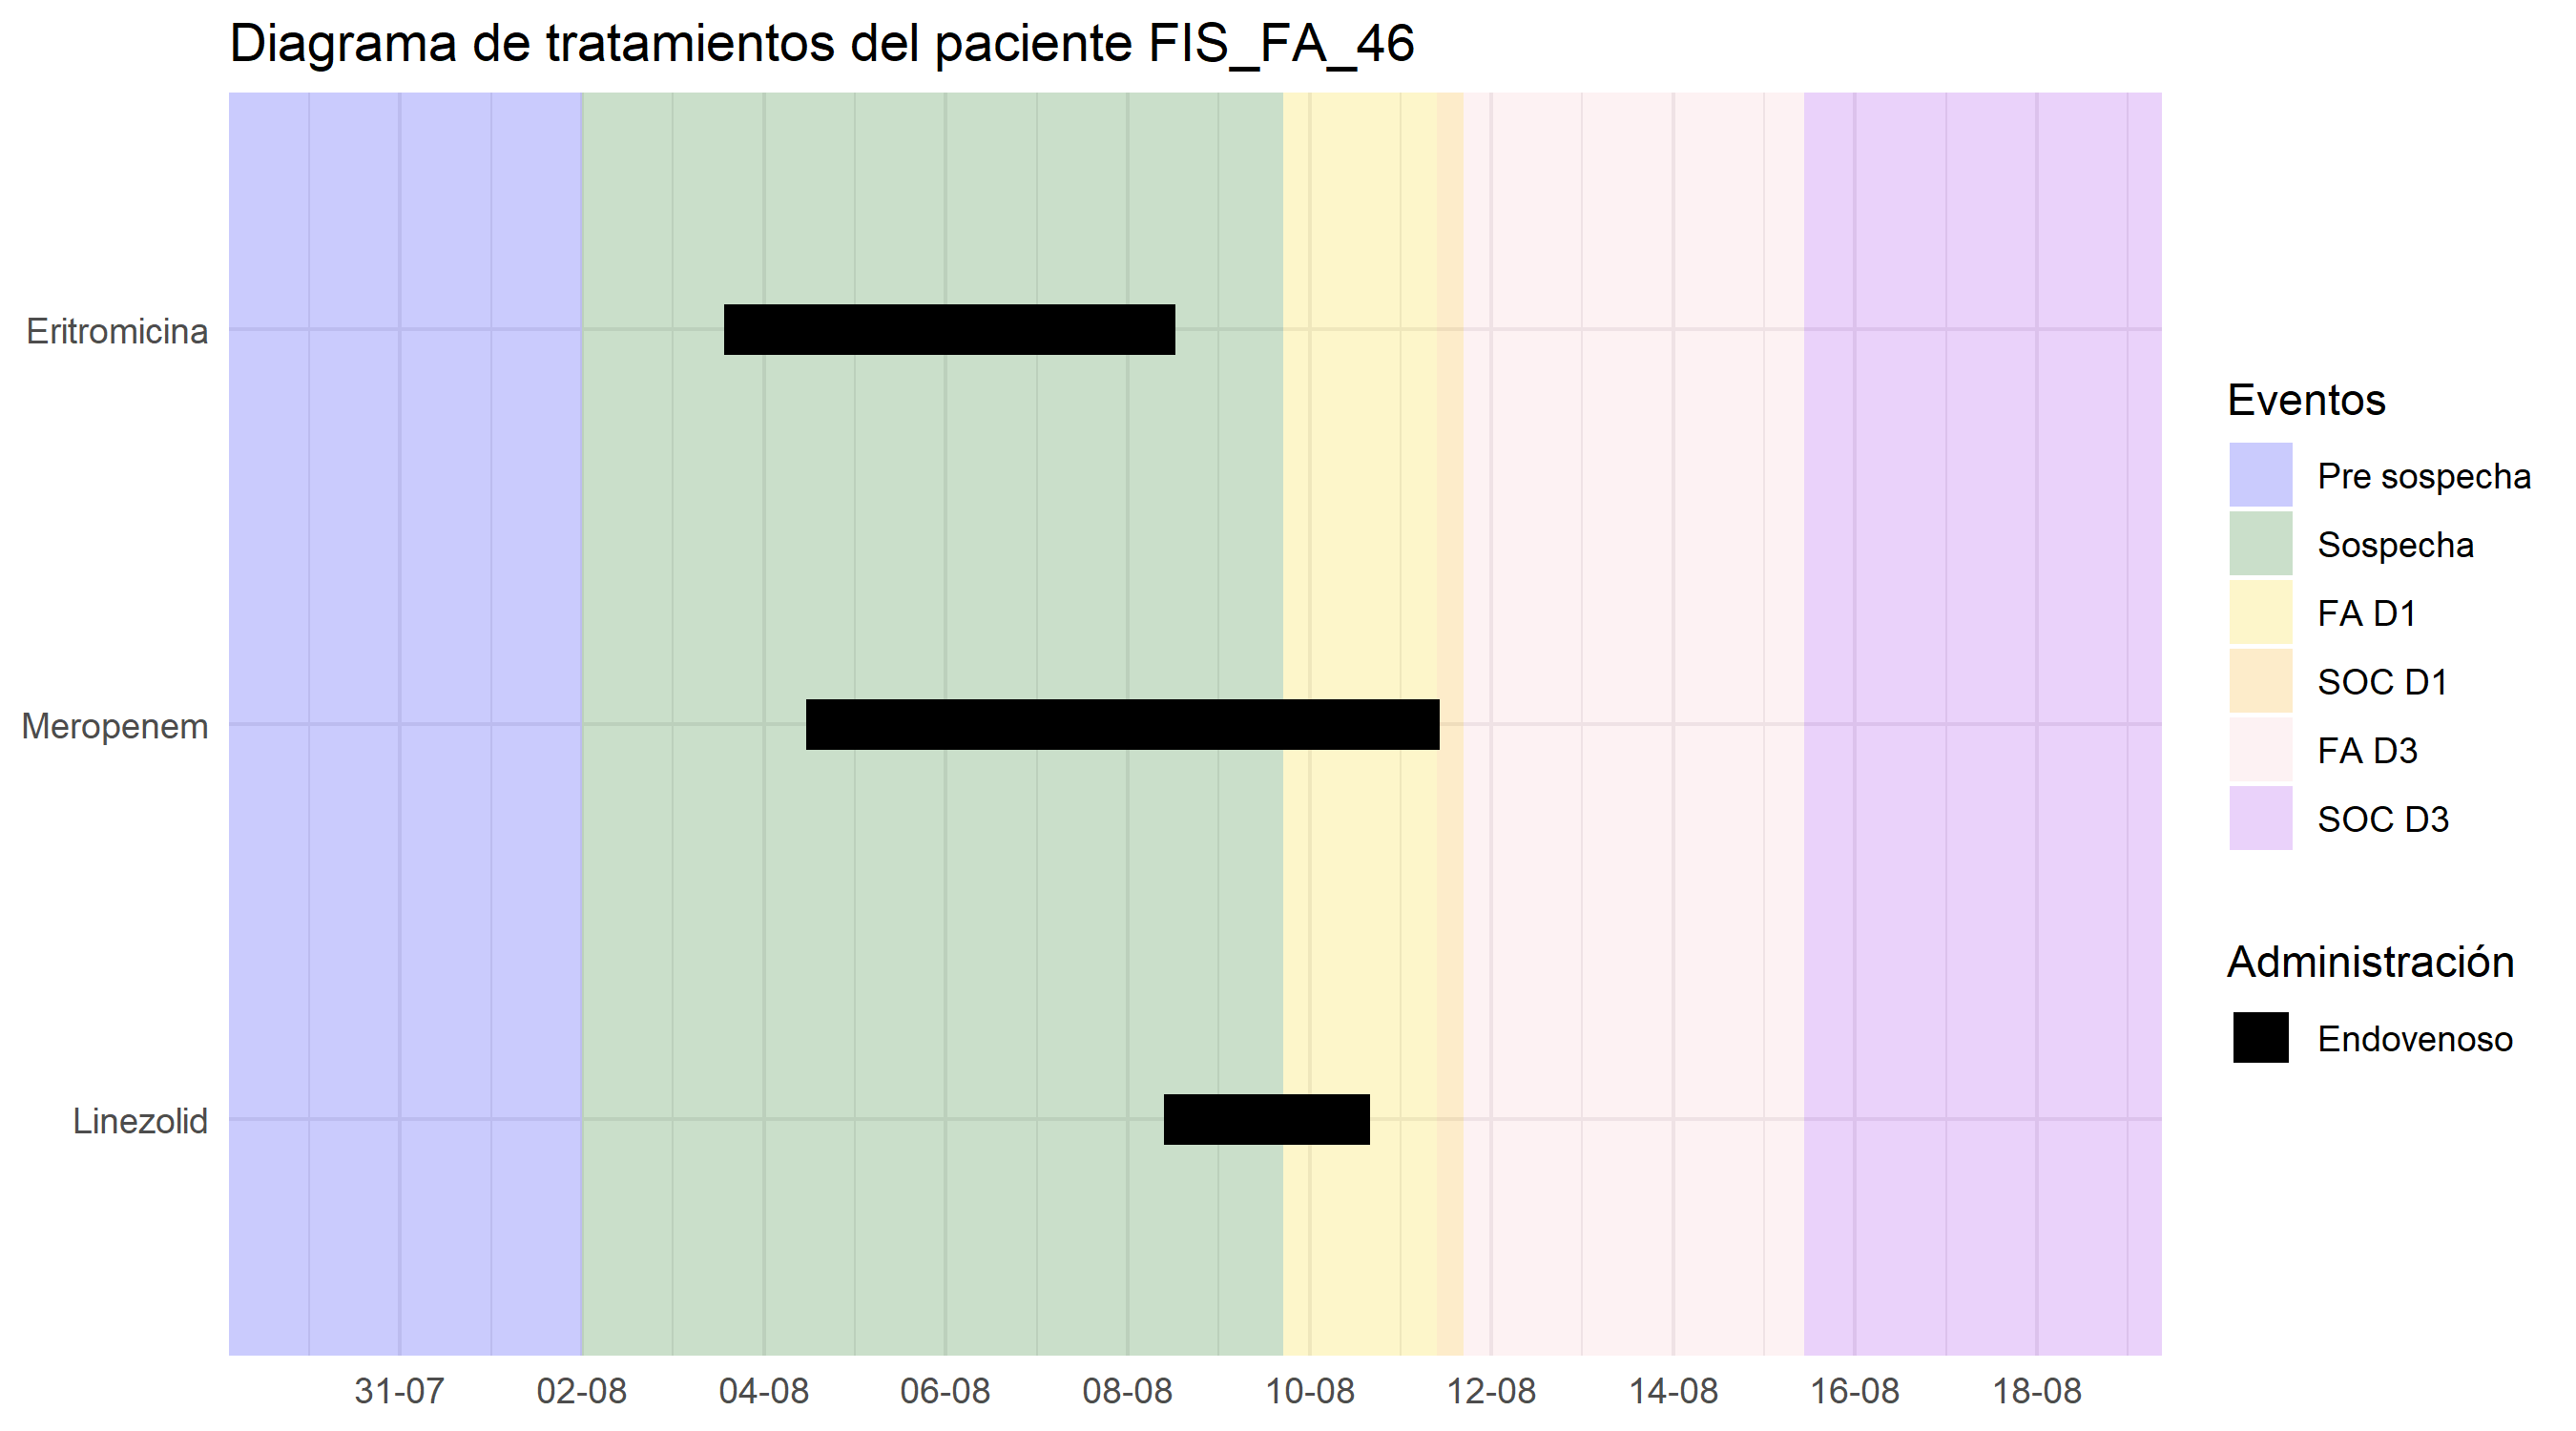 Diagrama de tratamientos del paciente FIS_FA_46
Eritromicina
Meropenem
Linezolid
31-07
02-08
04-08
06-08
08-08
10-08
12-08
14-08
16-08
18-08
Eventos
Pre sospecha
Sospecha
FA D1
SOC D1
FA D3
SOC D3
Administración
Endovenoso